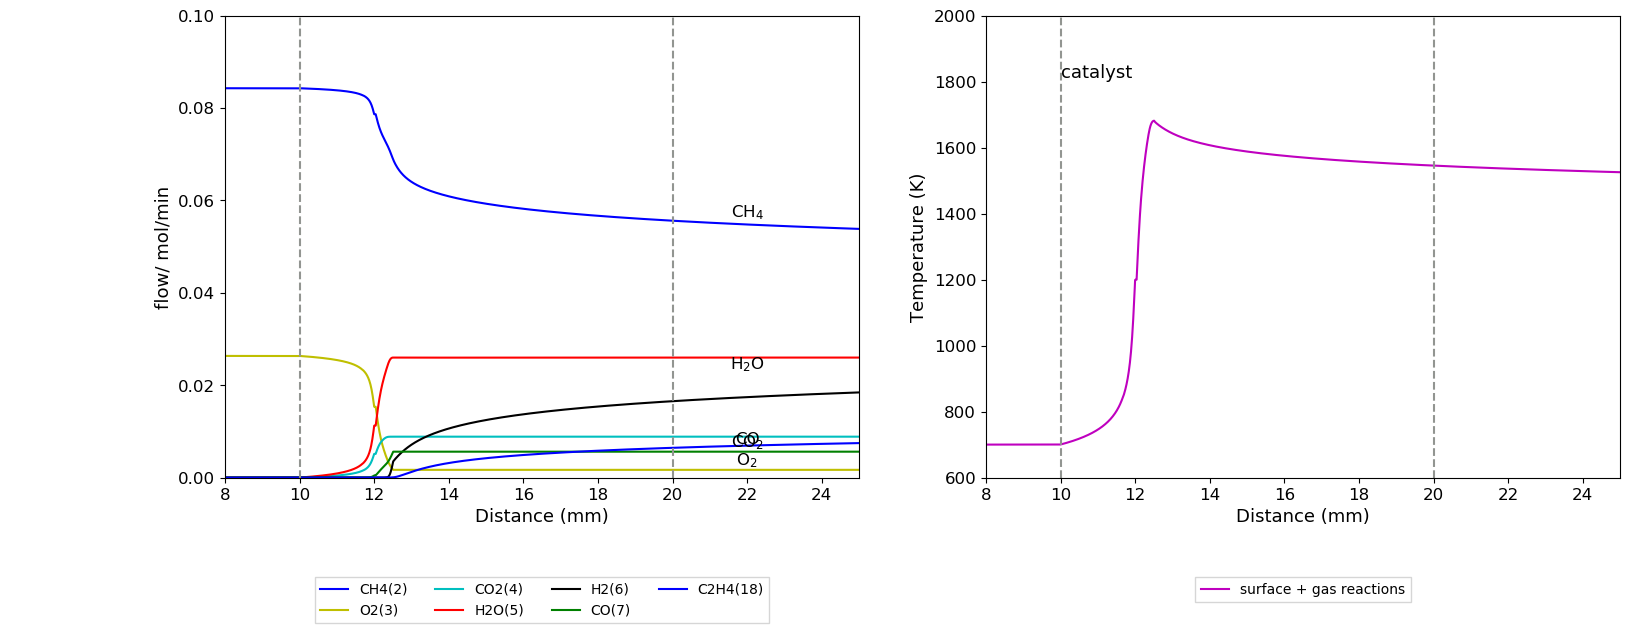 0.10
0.08
0.06
0.04
0.02
0.00
flow/ mol/min
CH₄
H₂O
CO
CO₂
O₂
8 10 12 14 16 18 20 22 24
Distance (mm)
CH4(2) CO2(4) H2(6) C2H4(18)
O2(3) H2O(5) CO(7)
2000
1800
1600
1400
1200
1000
800
600
Temperature (K)
catalyst
8 10 12 14 16 18 20 22 24
Distance (mm)
surface + gas reactions